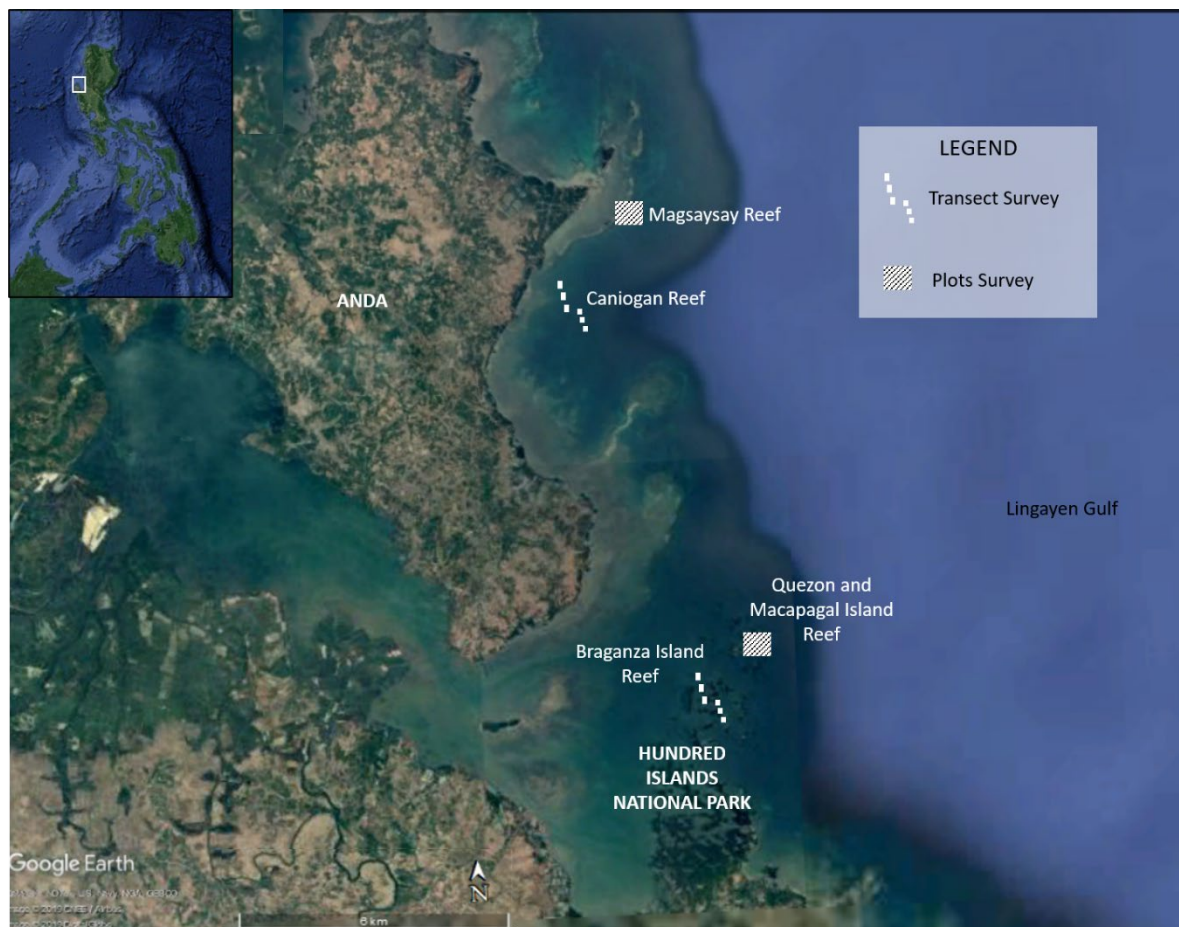 LEGEND
Transect Survey
Plots Survey
Magsaysay Reef
ANDA
Caniogan Reef
Lingayen Gulf
Quezon and
Macapagal Island
Reef
Braganza Island
Reef
HUNDRED
ISLANDS
NATIONAL PARK
Google Earth
N
6 km